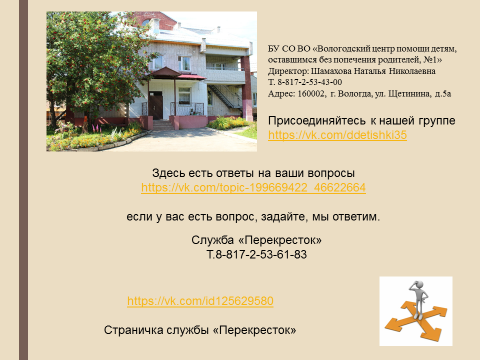 БУ СО ВО «Вологодский центр помощи детям,
оставшимся без попечения родителей, №1»
Директор: Шамахова Наталья Николаевна
Т. 8-817-2-53-43-00
Адрес: 160002, г. Вологда, ул. Щетинина, д.5а
Присоединяйтесь к нашей группе
https://vk.com/ddetishki35
Здесь есть ответы на ваши вопросы
https://vk.com/topic-199669422_46622664
если у вас есть вопрос, задайте, мы ответим.
Служба «Перекресток»
Т.8-817-2-53-61-83
https://vk.com/id125629580
Страничка службы «Перекресток»